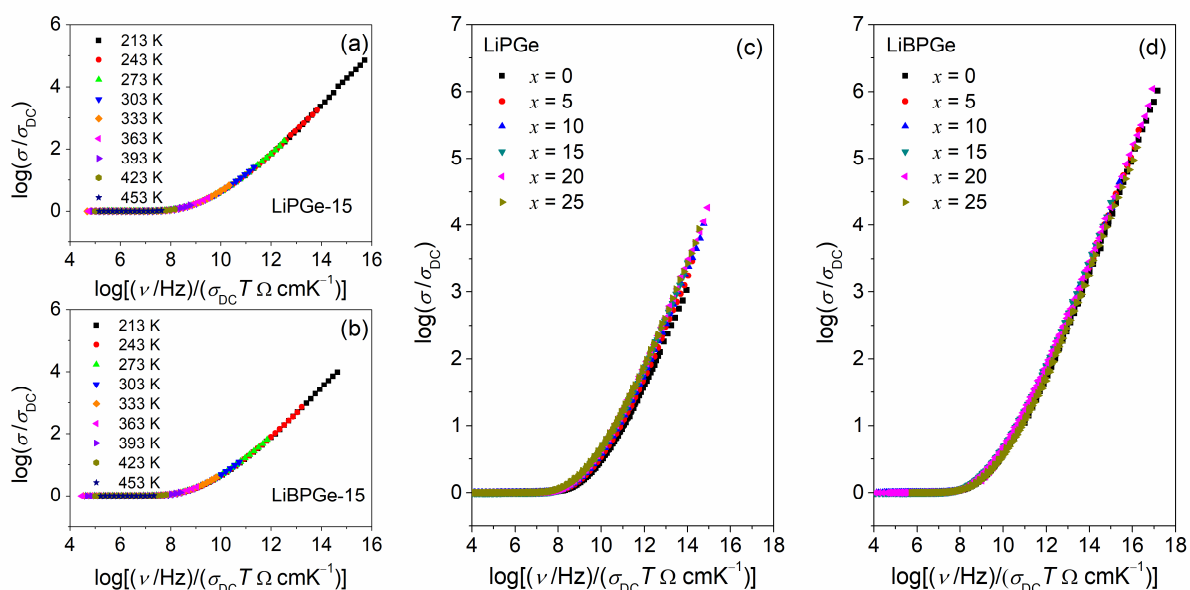 (a)
6
4
2
0
213 K
243 K
273 K
303 K
333 K
363 K
393 K
423 K
453 K
LiPGe-15
log(σ/σDC)
4 6 8 10 12 14 16
log[(ν/Hz)/(σDCT Ω cmK⁻¹)]
(b)
6
4
2
0
213 K
243 K
273 K
303 K
333 K
363 K
393 K
423 K
453 K
LiBPGe-15
log(σ/σDC)
4 6 8 10 12 14 16
log[(ν/Hz)/(σDCT Ω cmK⁻¹)]
LiPGe
(c)
7
6
5
4
3
2
1
0
x = 0
x = 5
x = 10
x = 15
x = 20
x = 25
log(σ/σDC)
4 6 8 10 12 14 16 18
log[(ν/Hz)/(σDCT Ω cmK⁻¹)]
LiBPGe
(d)
7
6
5
4
3
2
1
0
x = 0
x = 5
x = 10
x = 15
x = 20
x = 25
log(σ/σDC)
4 6 8 10 12 14 16 18
log[(ν/Hz)/(σDCT Ω cmK⁻¹)]